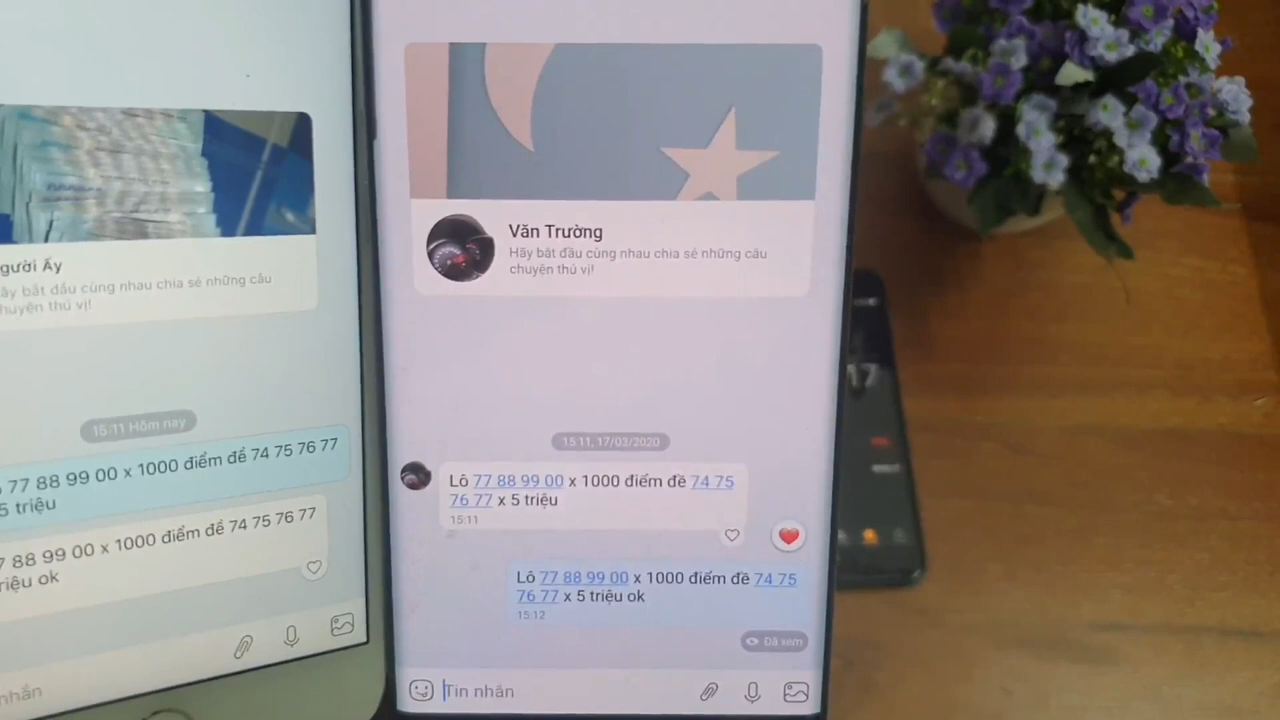 gười Ấy
ãy bắt đầu cùng nhau chia sẻ những câu
huyện thú vị!
15:11 Hôm nay
77 88 99 00 x 1000 điểm đề 74 75 76 77
5 triệu
7 88 99 00 x 1000 điểm đề 74 75 76 77
riệu ok
nhắn
Văn Trường
Hãy bắt đầu cùng nhau chia sẻ những câu
chuyện thú vị!
15:11, 17/03/2020
Lô 77 88 99 00 x 1000 điểm đề 74 75
76 77 x 5 triệu
15:11
Lô 77 88 99 00 x 1000 điểm đề 74 75
76 77 x 5 triệu ok
15:12
Đã xem
Tin nhắn
17